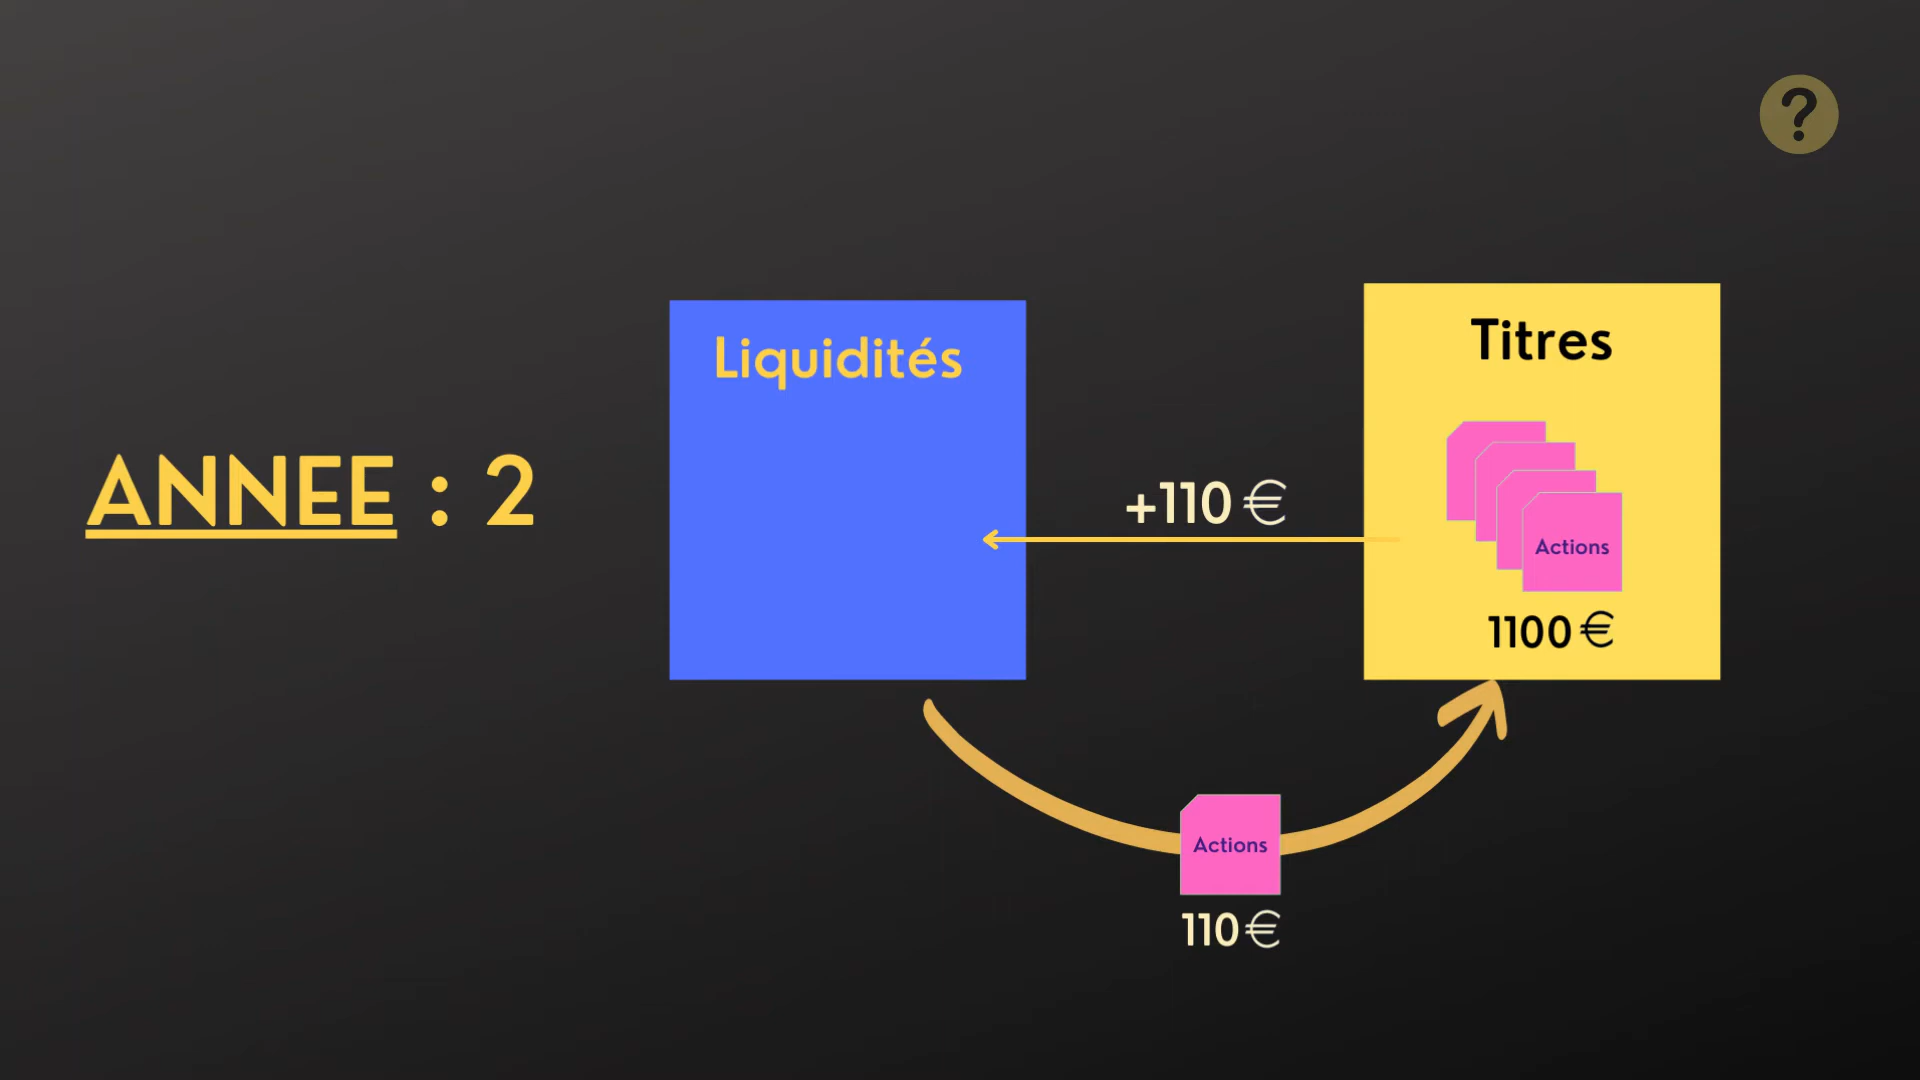 ?
Liquidités
Titres
ANNEE : 2
+110 €
Actions
1100 €
Actions
110 €